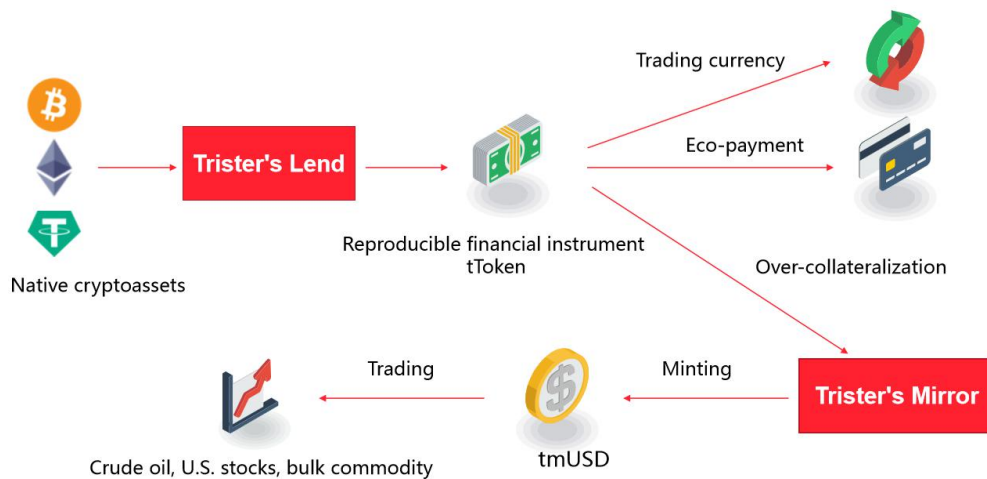 Trading currency
Eco-payment
Trister's Lend
Reproducible financial instrument
tToken
Native cryptoassets
Over-collateralization
Trading
Minting
Trister's Mirror
tmUSD
Crude oil, U.S. stocks, bulk commodity